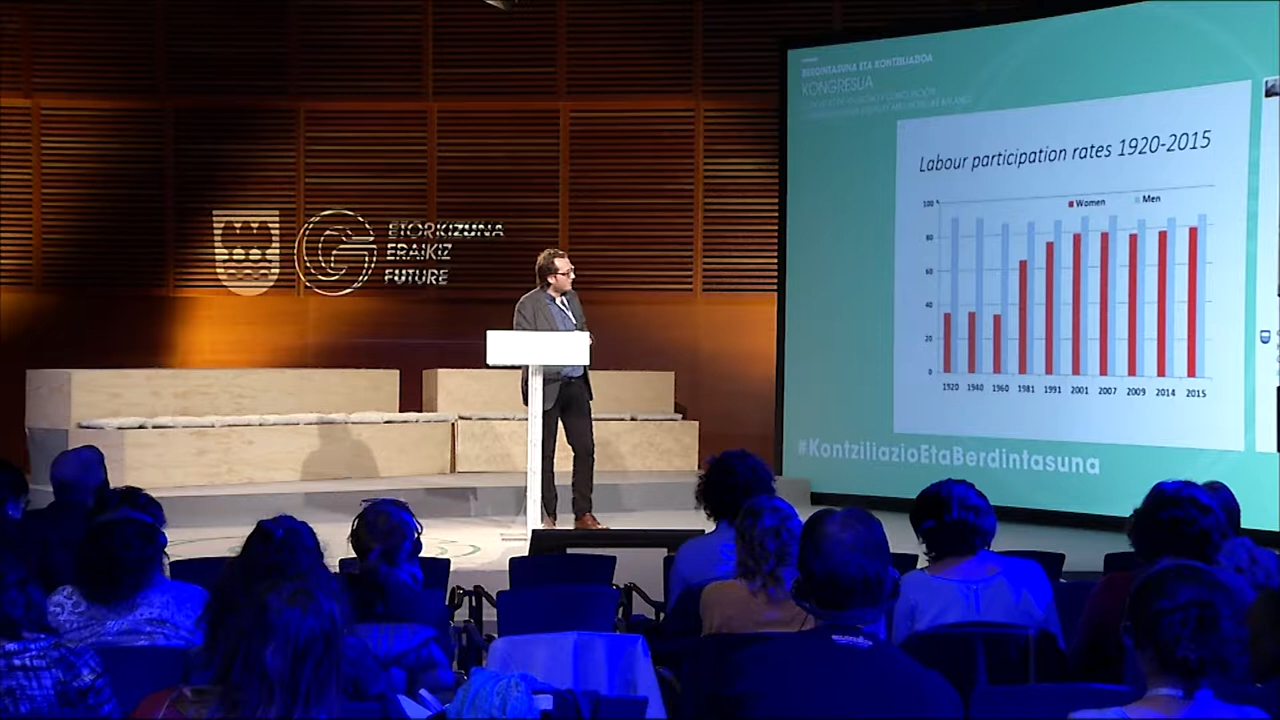 BERDINTASUNA ETA KONTZILIAZIOA
KONGRESUA
Labour participation rates 1920-2015
Women
Men
100
80
60
40
20
0
1920 1940 1960 1981 1991 2001 2007 2009 2014 2015
#KontziliazioEtaBerdintasuna
ETORKIZUNA
ERAIKIZ
FUTURE